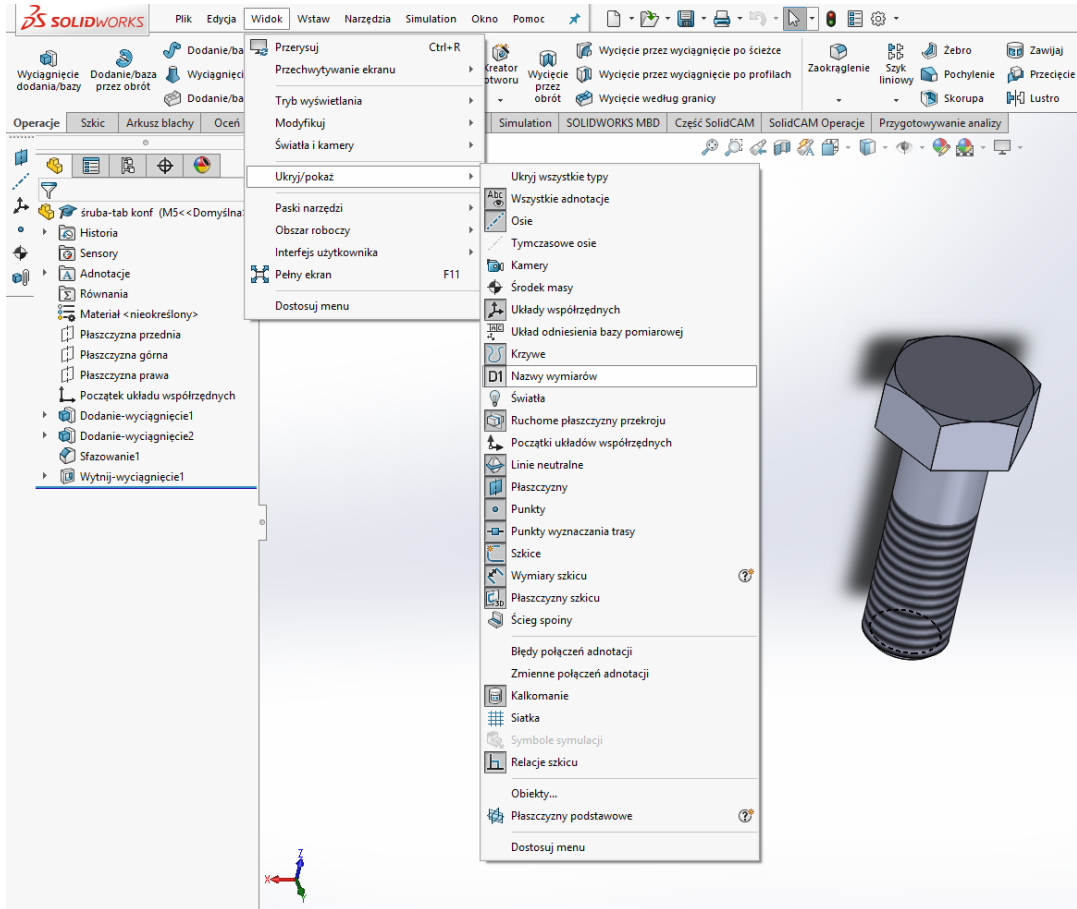 SOLIDWORKS
Plik Edycja Widok Wstaw Narzędzia Simulation Okno Pomoc
Wyciągnięcie dodania/bazy
Dodanie/baza przez obrót
Dodanie/ba
Wyciągnięci
Dodanie/ba
otworu
Wycięcie przez obrót
Wycięcie przez wyciągnięcie po ścieżce
Wycięcie przez wyciągnięcie po profilach
Wycięcie według granicy
Zaokrąglenie
Szyk liniowy
Żebro
Pochylenie
Skorupa
Zawijaj
Przecięcie
Lustro
Operacje Szkic Arkusz blachy Oceń Simulation SOLIDWORKS MBD Część SolidCAM SolidCAM Operacje Przygotowywanie analizy
Przerysuj Ctrl+R
Przechwytywanie ekranu
Tryb wyświetlania
Modyfikuj
Światła i kamery
Ukryj/pokaż
Paski narzędzi
Obszar roboczy
Interfejs użytkownika
Pełny ekran F11
Dostosuj menu
śruba-tab konf (M5<<Domyślna
Historia
Sensory
Adnotacje
Równania
Materiał <nieokreślony>
Płaszczyzna przednia
Płaszczyzna górna
Płaszczyzna prawa
Początek układu współrzędnych
Dodanie-wyciągnięcie1
Dodanie-wyciągnięcie2
Sfazowanie1
Wytnij-wyciągnięcie1
Ukryj wszystkie typy
Abc Wszystkie adnotacje
Osie
Tymczasowe osie
Kamery
Środek masy
Układy współrzędnych
Układ odniesienia bazy pomiarowej
Krzywe
D1 Nazwy wymiarów
Światła
Ruchome płaszczyzny przekroju
Początki układów współrzędnych
Linie neutralne
Płaszczyzny
Punkty
Punkty wyznaczania trasy
Szkice
Wymiary szkicu
3D Płaszczyzny szkicu
Ścieg spoiny
Błędy połączeń adnotacji
Zmienne połączeń adnotacji
Kalkomanie
Siatka
Symbole symulacji
Relacje szkicu
Obiekty...
Płaszczyzny podstawowe
Dostosuj menu
Z
X
Y